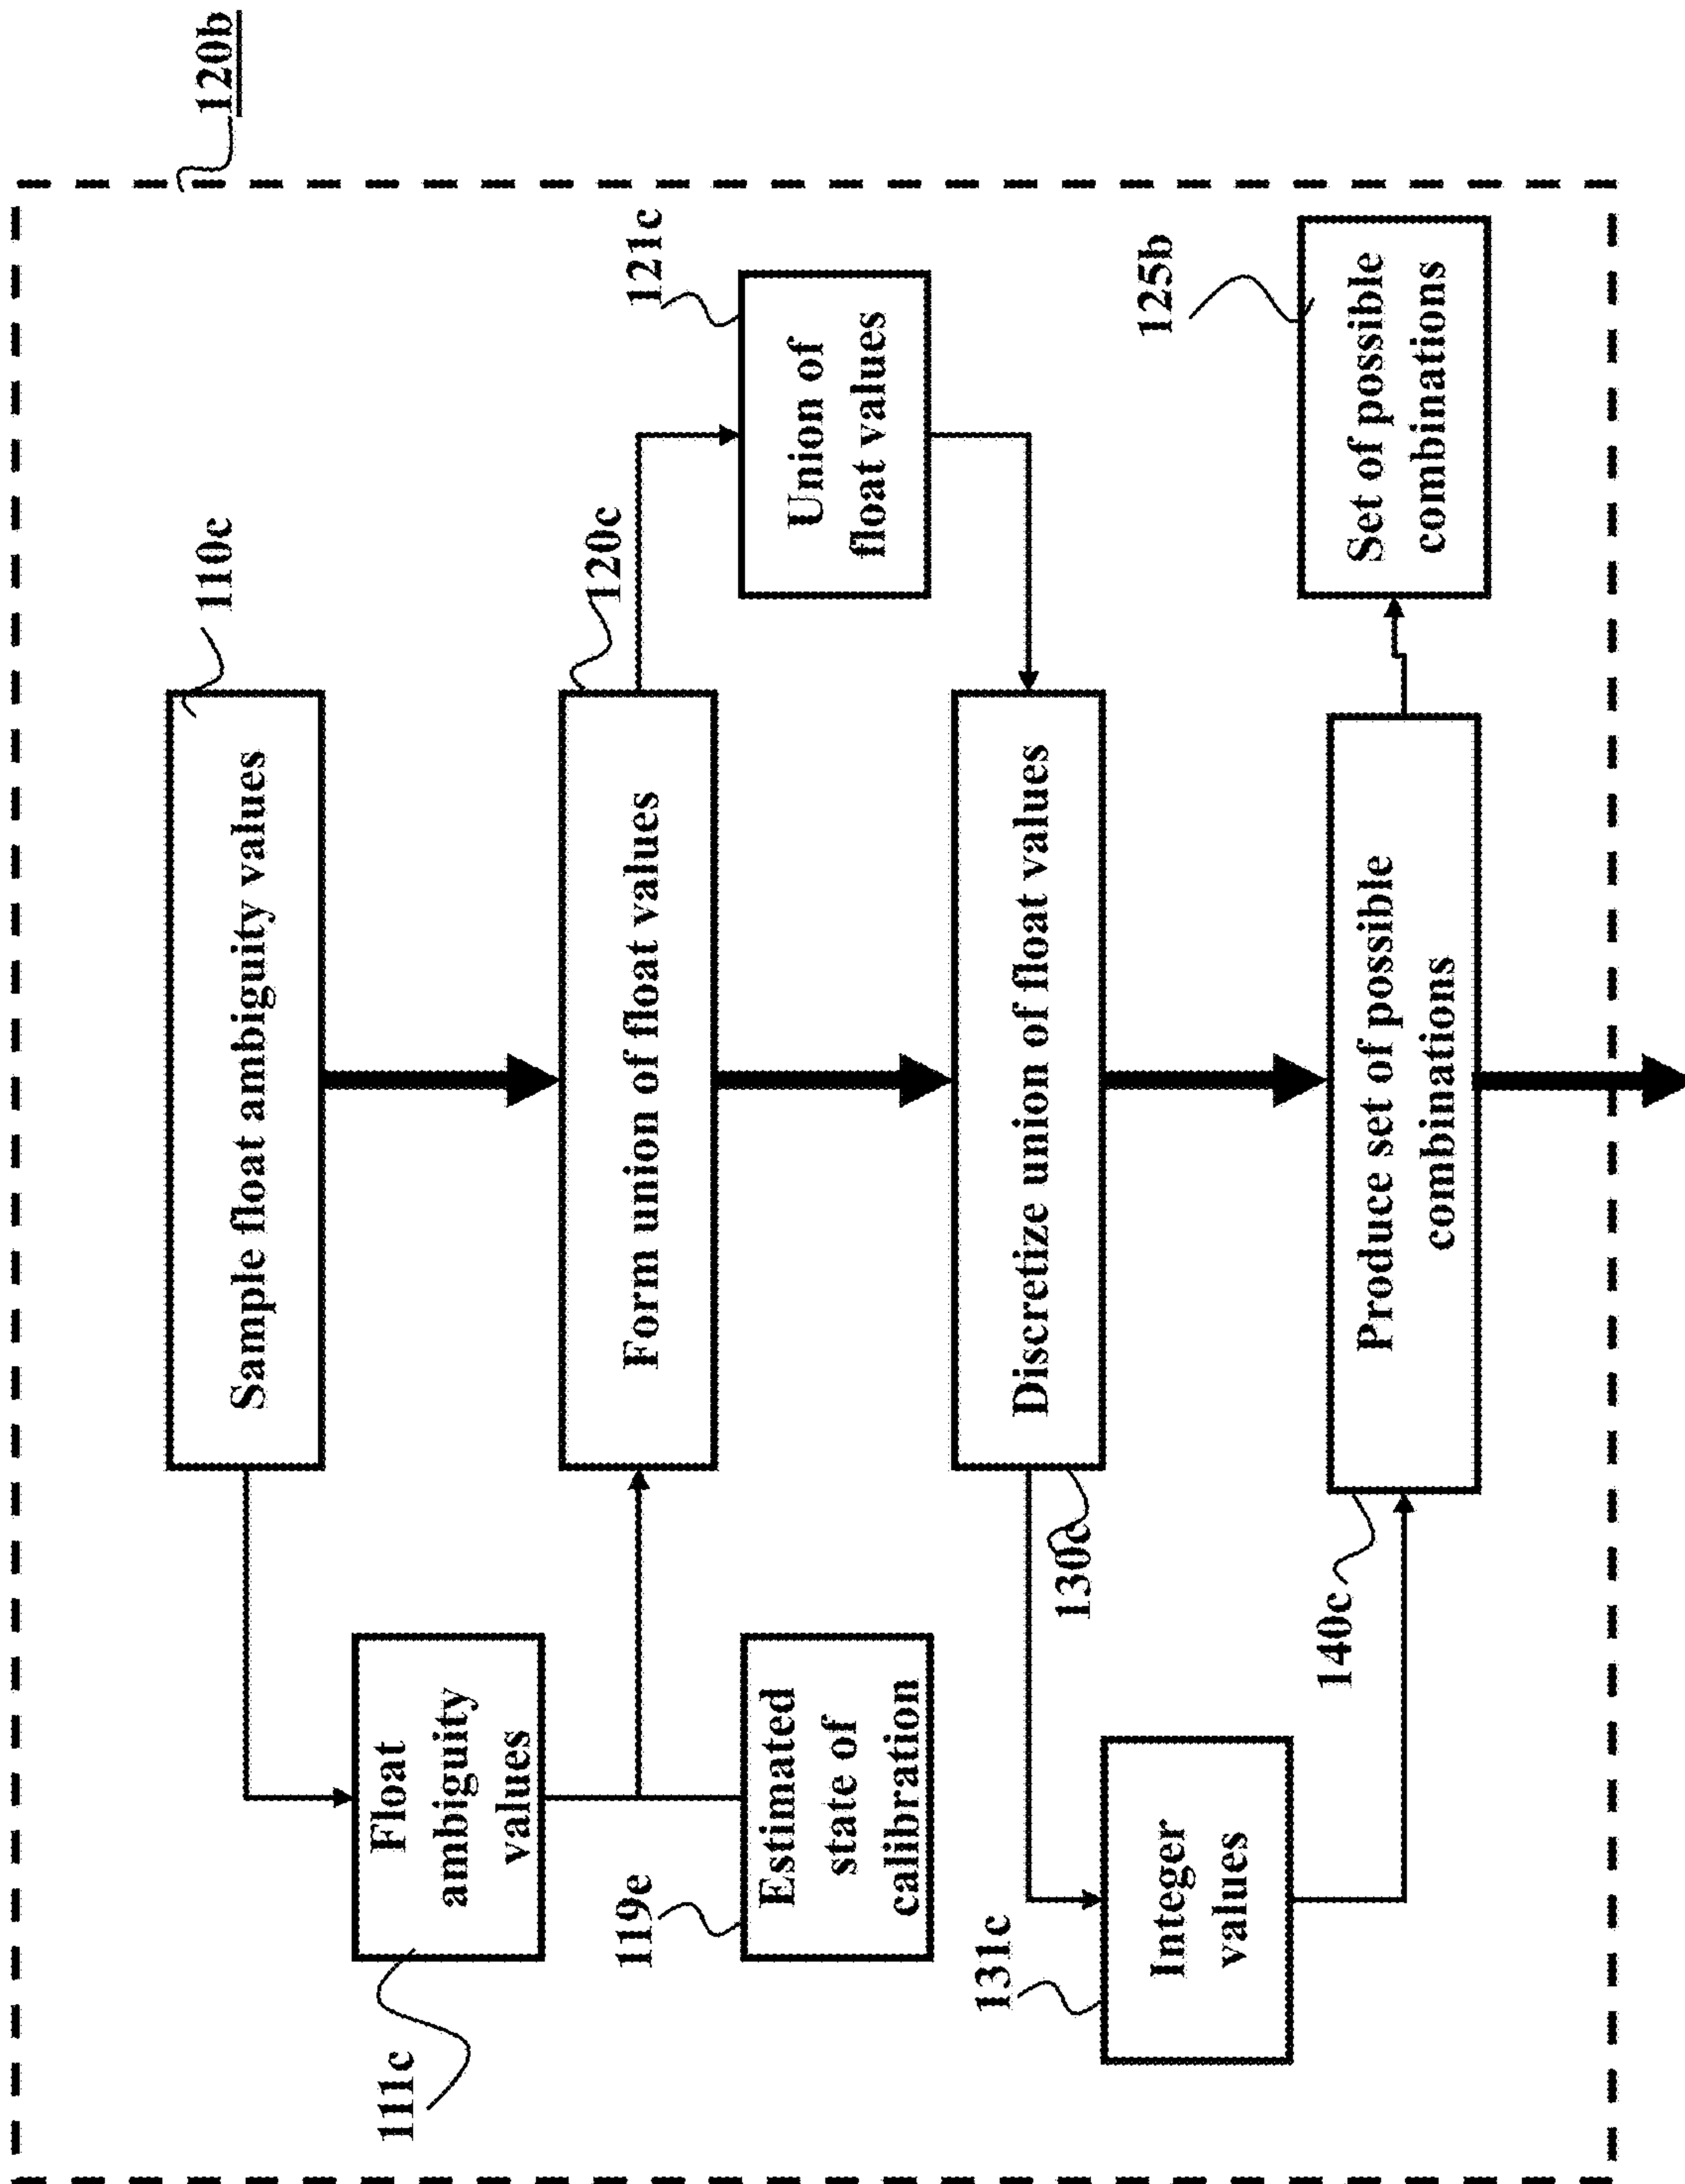 120b
110c
Sample float ambiguity values
111c
Float
ambiguity
values
120c
Form union of float values
121c
Union of
float values
119e
Estimated
state of
calibration
130c
Discretize union of float values
131c
Integer
values
140c
Produce set of possible
combinations
125b
Set of possible
combinations